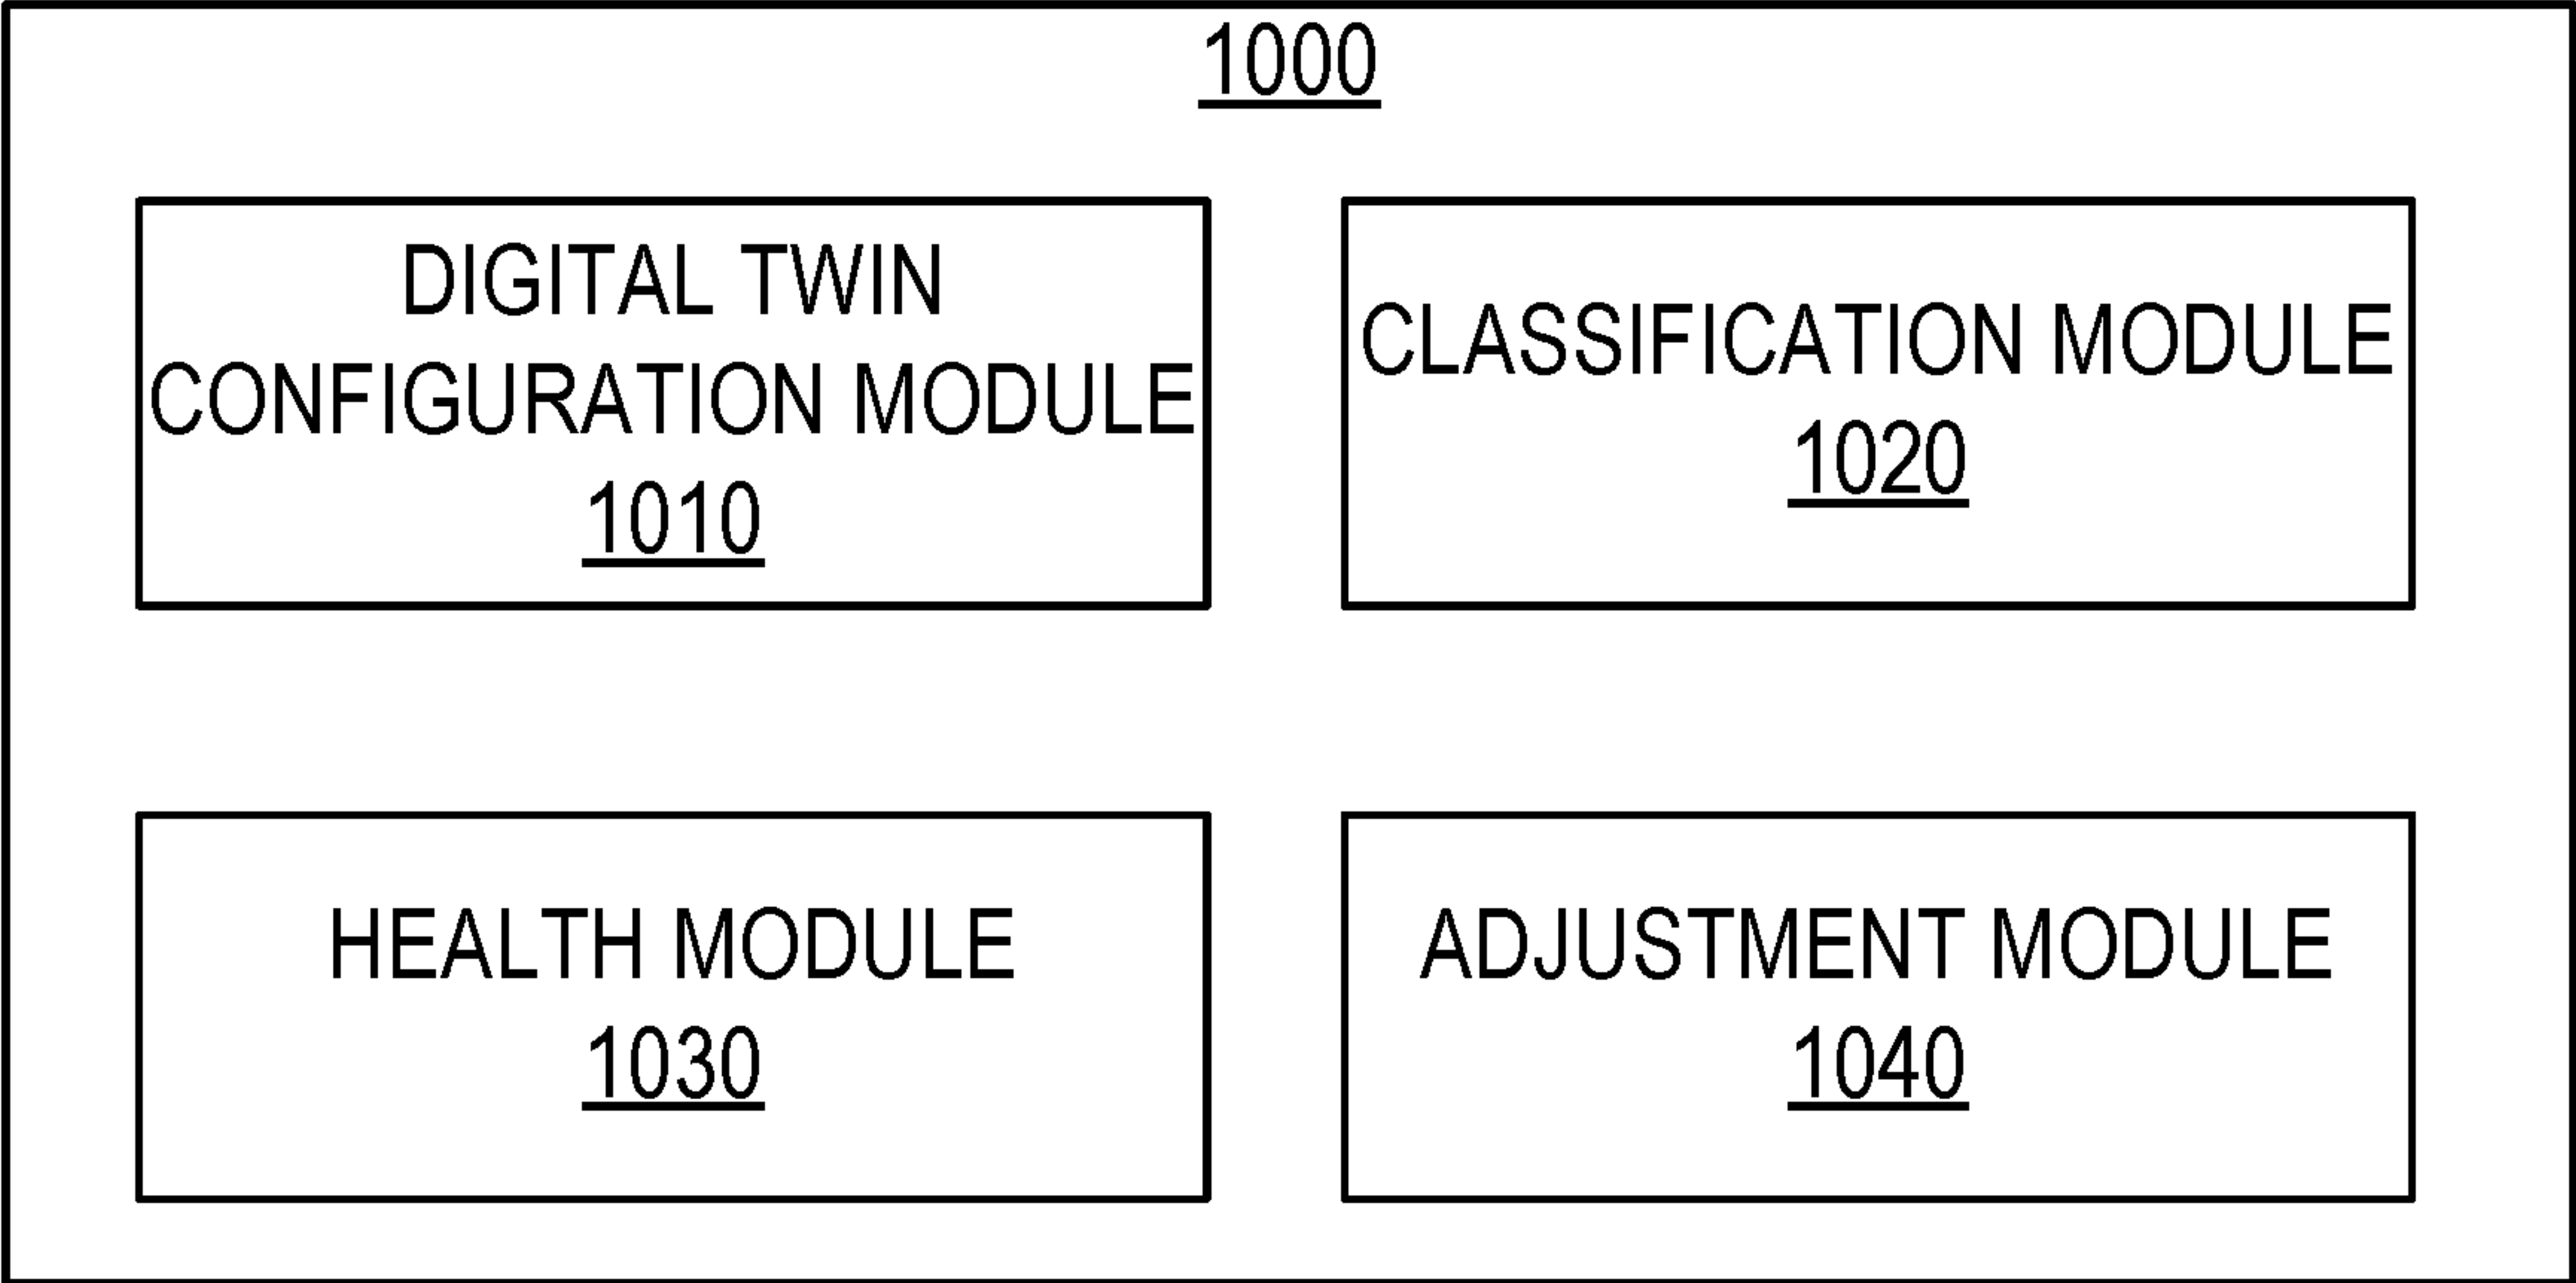 1000
DIGITAL TWIN
CONFIGURATION MODULE
1010
CLASSIFICATION MODULE
1020
HEALTH MODULE
1030
ADJUSTMENT MODULE
1040